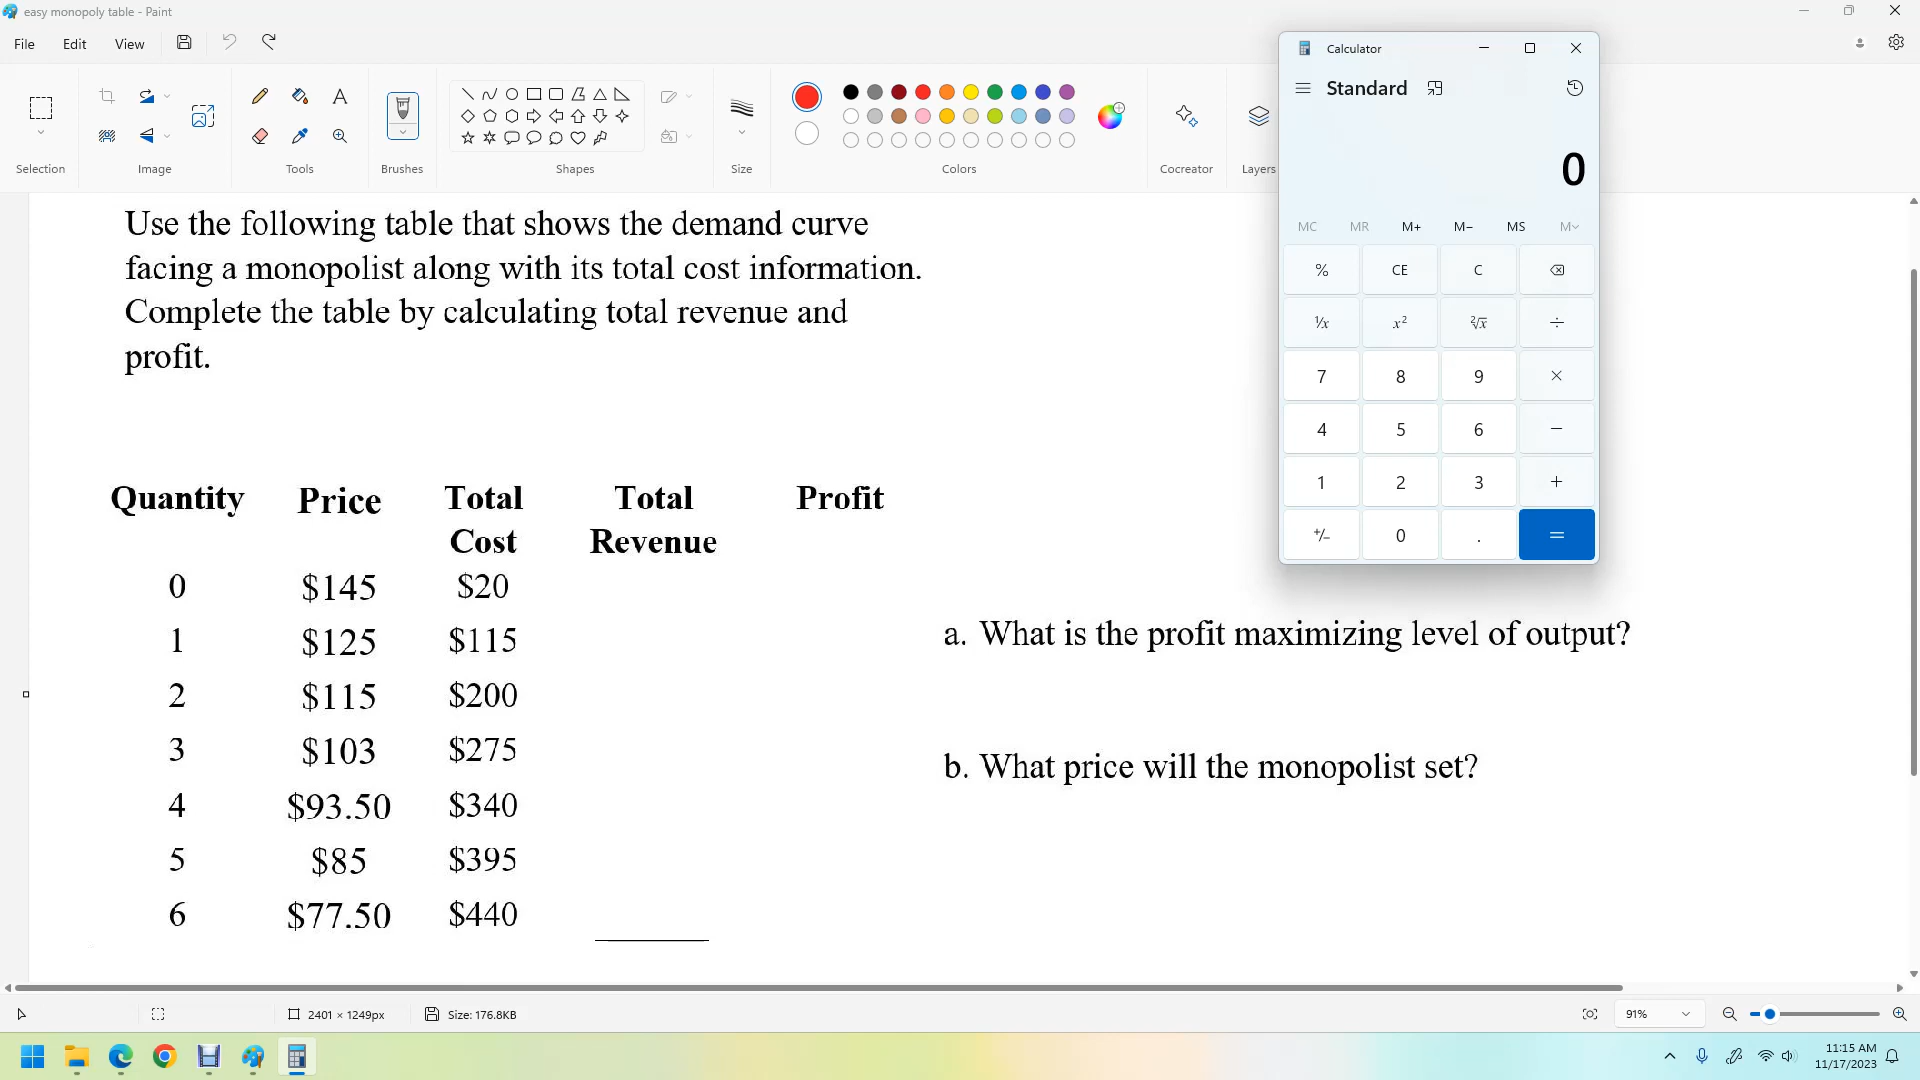 easy monopoly table - Paint
File Edit View
Selection
Image
Tools
Brushes
Shapes
Size
Colors
Cocreator
Layers
Calculator
Standard
0
MC MR M+ M− MS M
% CE C
⅟x x² ²√x ÷
7 8 9 ×
4 5 6 −
1 2 3 +
+/− 0 . =
Use the following table that shows the demand curve
facing a monopolist along with its total cost information.
Complete the table by calculating total revenue and
profit.
Quantity Price Total Cost Total Revenue Profit
0 $145 $20
1 $125 $115
2 $115 $200
3 $103 $275
4 $93.50 $340
5 $85 $395
6 $77.50 $440
a. What is the profit maximizing level of output?
b. What price will the monopolist set?
2401 × 1249px
Size: 176.8KB
91%
11:15 AM
11/17/2023